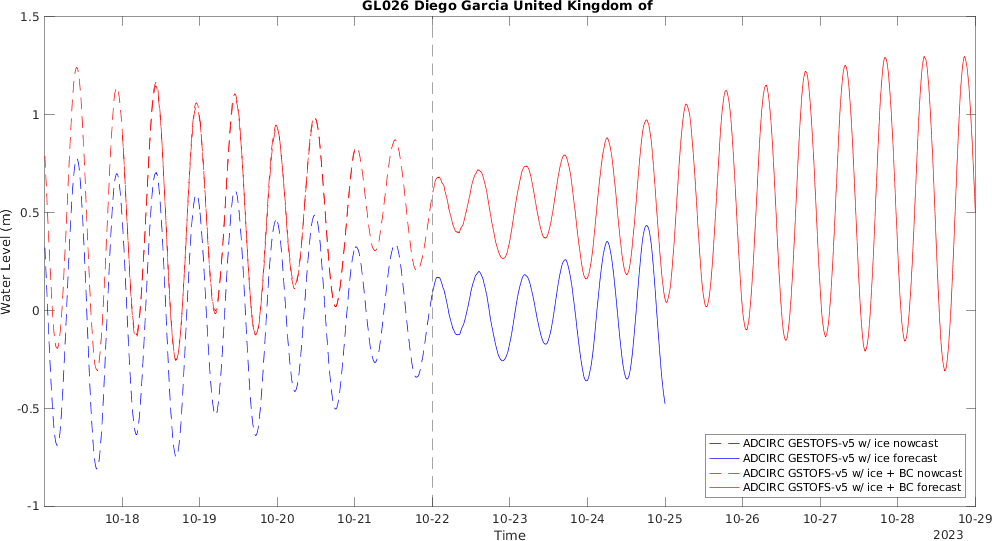 GL026 Diego Garcia United Kingdom of
1.5
1
0.5
0
-0.5
-1
Water Level (m)
10-18
10-19
10-20
10-21
10-22
10-23
10-24
10-25
10-26
10-27
10-28
10-29
Time
2023
ADCIRC GESTOFS-v5 w/ ice nowcast
ADCIRC GESTOFS-v5 w/ ice forecast
ADCIRC GSTOFS-v5 w/ ice + BC nowcast
ADCIRC GSTOFS-v5 w/ ice + BC forecast